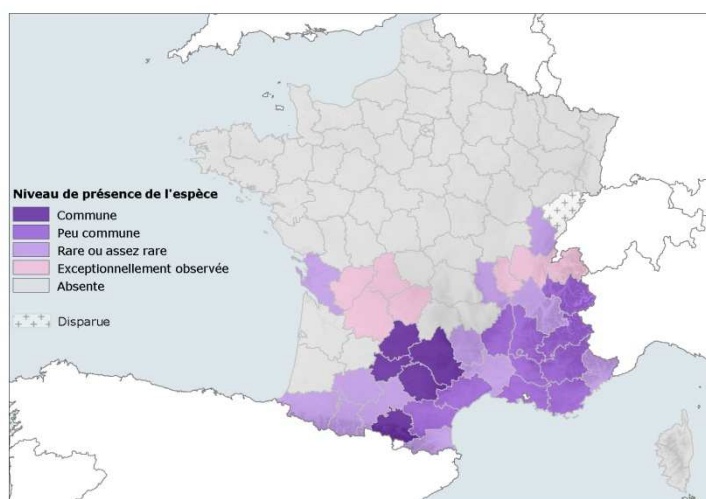 Niveau de présence de l'espèce
Commune
Peu commune
Rare ou assez rare
Exceptionnellement observée
Absente
Disparue